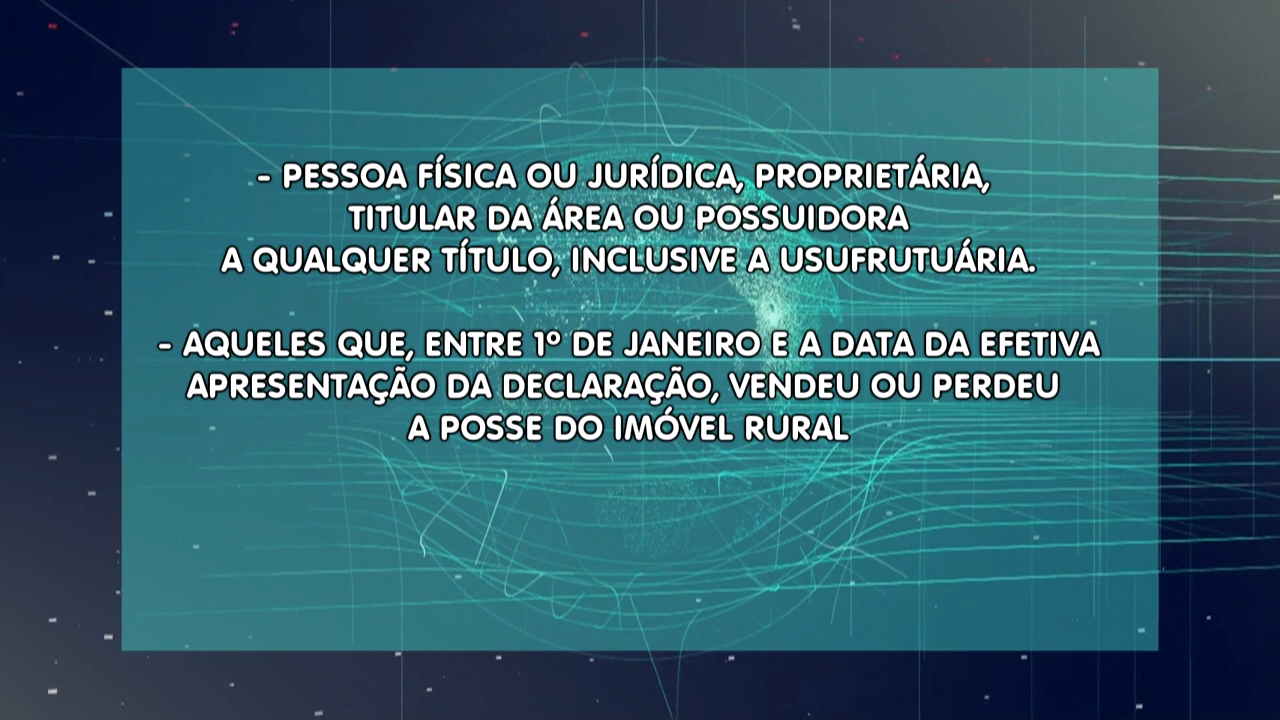 - PESSOA FÍSICA OU JURÍDICA, PROPRIETÁRIA,
TITULAR DA ÁREA OU POSSUIDORA
A QUALQUER TÍTULO, INCLUSIVE A USUFRUTUÁRIA.
- AQUELES QUE, ENTRE 1º DE JANEIRO E A DATA DA EFETIVA
APRESENTAÇÃO DA DECLARAÇÃO, VENDEU OU PERDEU
A POSSE DO IMÓVEL RURAL